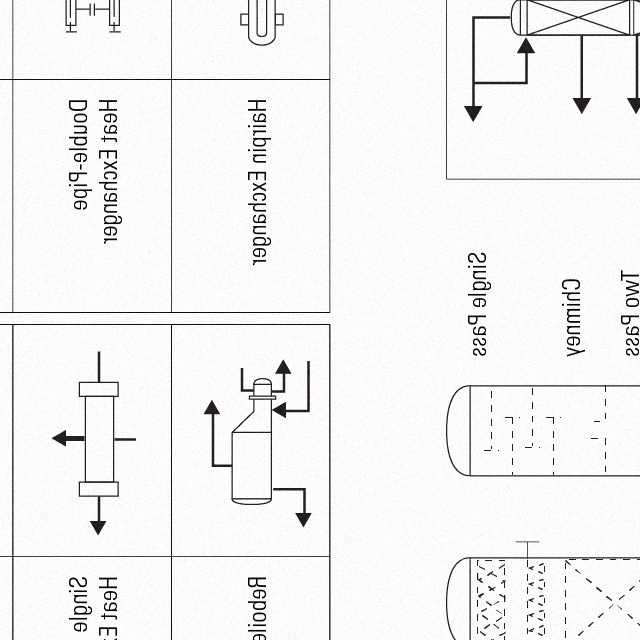 Double-Pipe
Heat Exchanger
Hairpin Exchanger
Single
Heat E
Reboile
Single Pass
Chimney
Two Pass